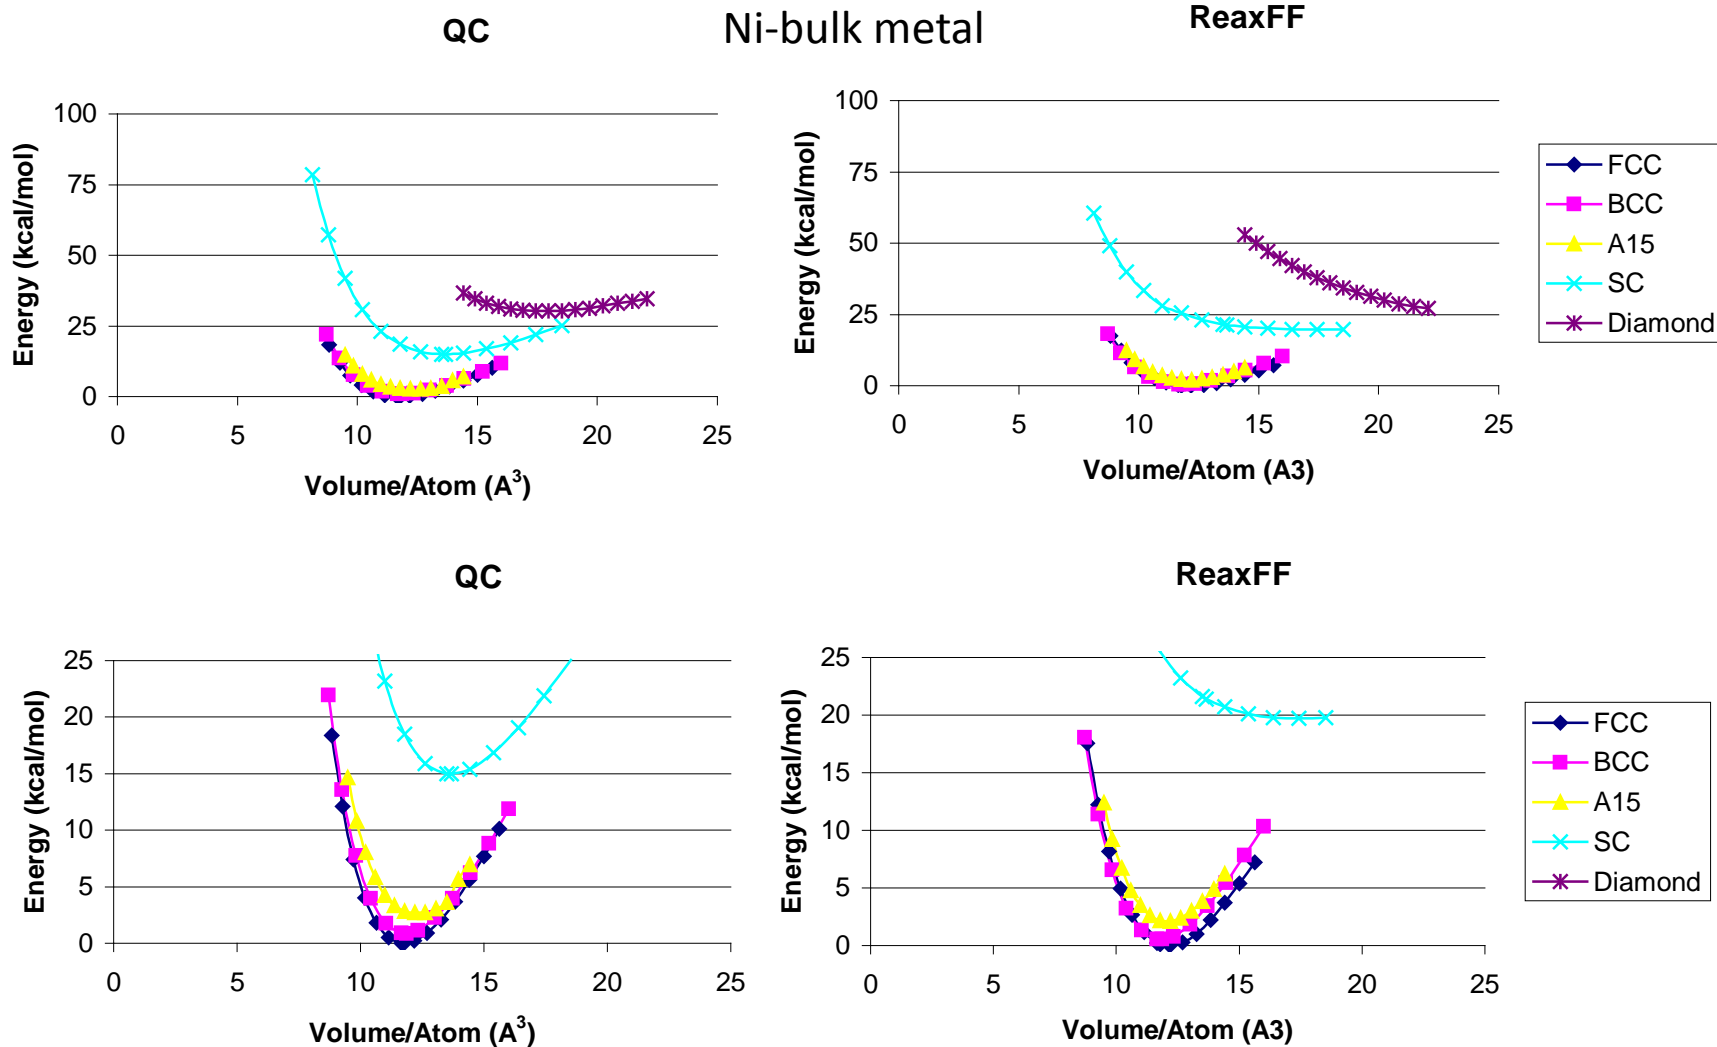 Ni-bulk metal
QC
ReaxFF
Energy (kcal/mol)
100
75
50
25
0
0 5 10 15 20 25
Volume/Atom (A³)
Energy (kcal/mol)
100
75
50
25
0
0 5 10 15 20 25
Volume/Atom (A3)
FCC
BCC
A15
SC
Diamond
QC
ReaxFF
Energy (kcal/mol)
25
20
15
10
5
0
0 5 10 15 20 25
Volume/Atom (A³)
Energy (kcal/mol)
25
20
15
10
5
0
0 5 10 15 20 25
Volume/Atom (A3)
FCC
BCC
A15
SC
Diamond